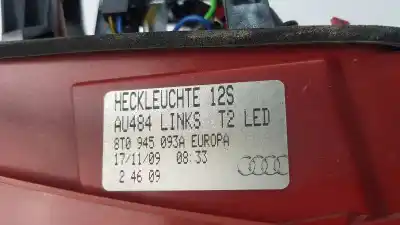 HECKLEUCHTE 12S
AU484 LINKS T2 LED
8T0 945 093A EUROPA
17/11/09 08:33
2 46 09